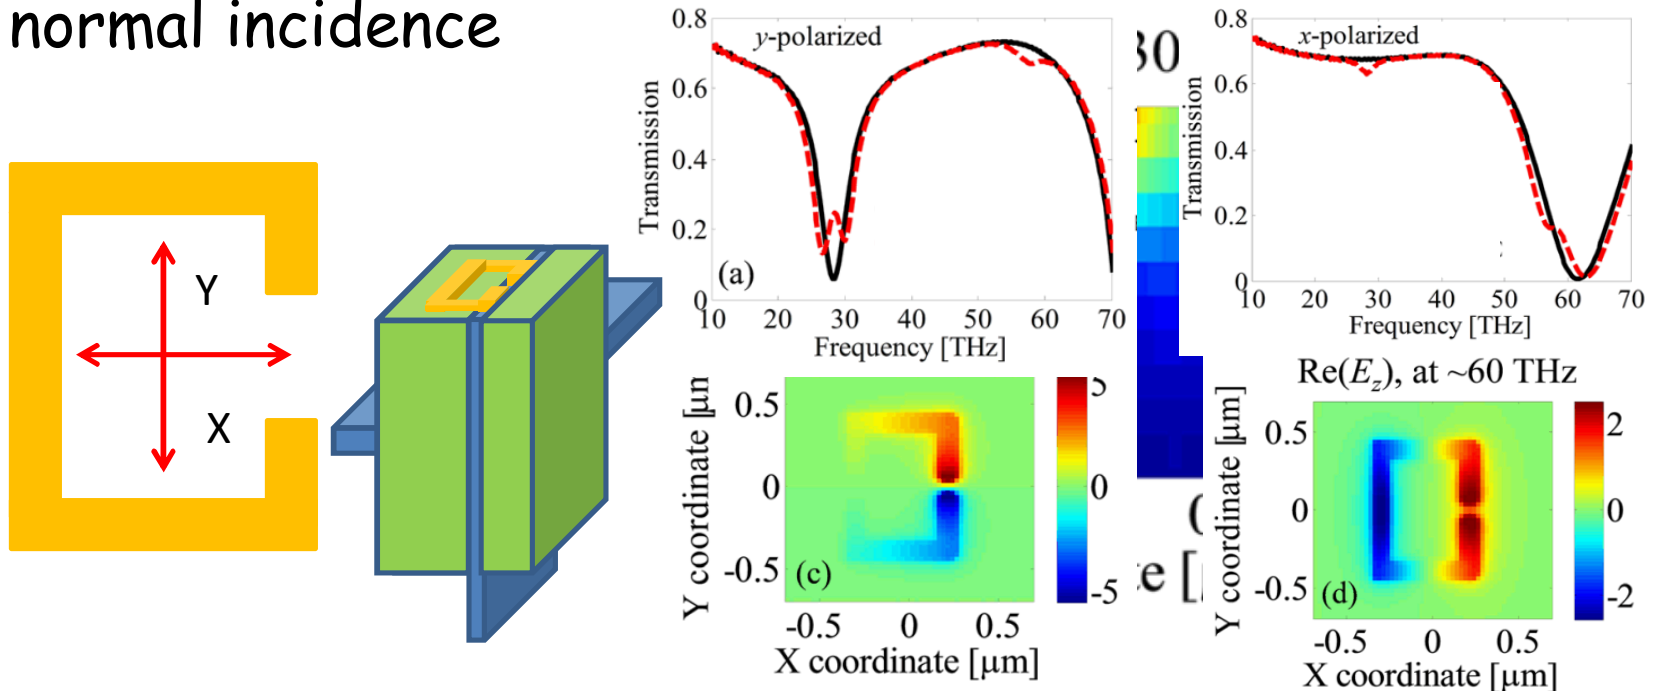 normal incidence
Y
X
y-polarized
Transmission
0.8
0.6
0.4
0.2
0
(a)
10 20 30 40 50 60 70
Frequency [THz]
30
x-polarized
Transmission
0.8
0.6
0.4
0.2
0
10 20 30 40 50 60 70
Frequency [THz]
Y coordinate [µm
0.5
0
-0.5
(c)
5
0
-5
-0.5 0 0.5
X coordinate [µm]
Re(Ez), at ~60 THz
Y coordinate [µm]
0.5
0
-0.5
(d)
2
0
-2
-0.5 0 0.5
X coordinate [µm]